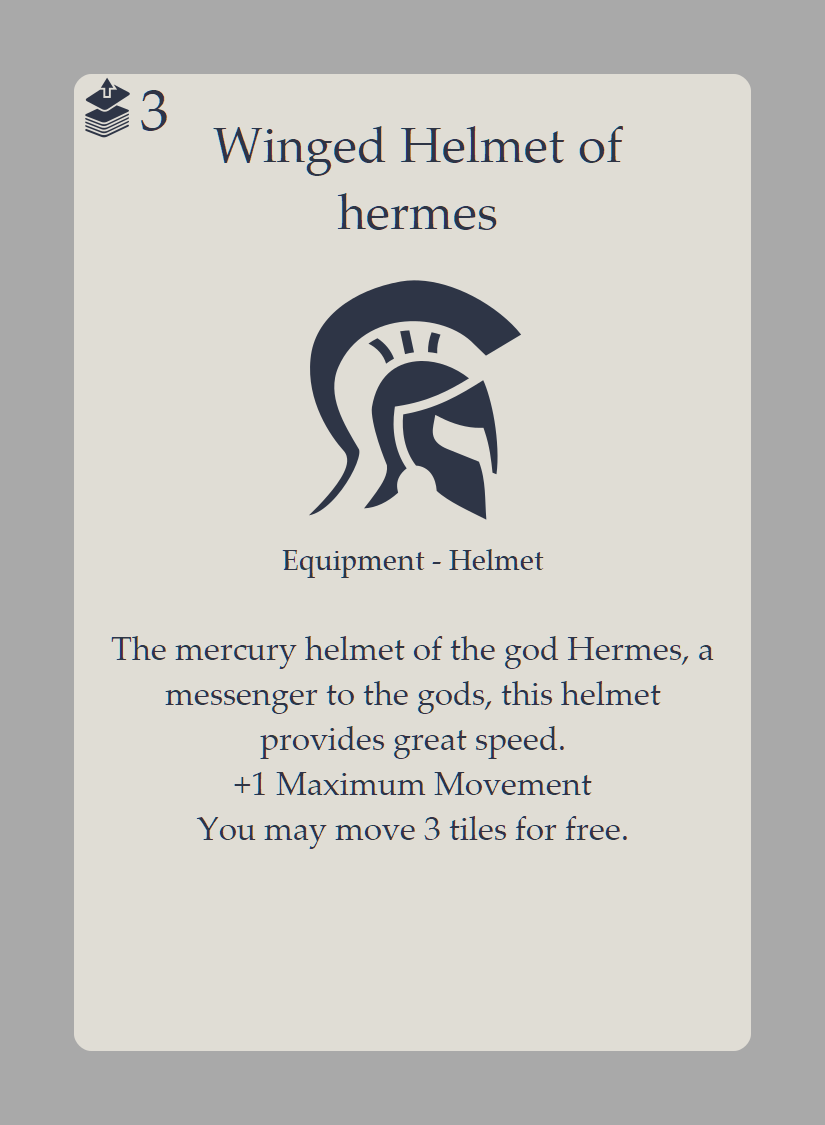 3
Winged Helmet of
hermes
Equipment - Helmet
The mercury helmet of the god Hermes, a
messenger to the gods, this helmet
provides great speed.
+1 Maximum Movement
You may move 3 tiles for free.